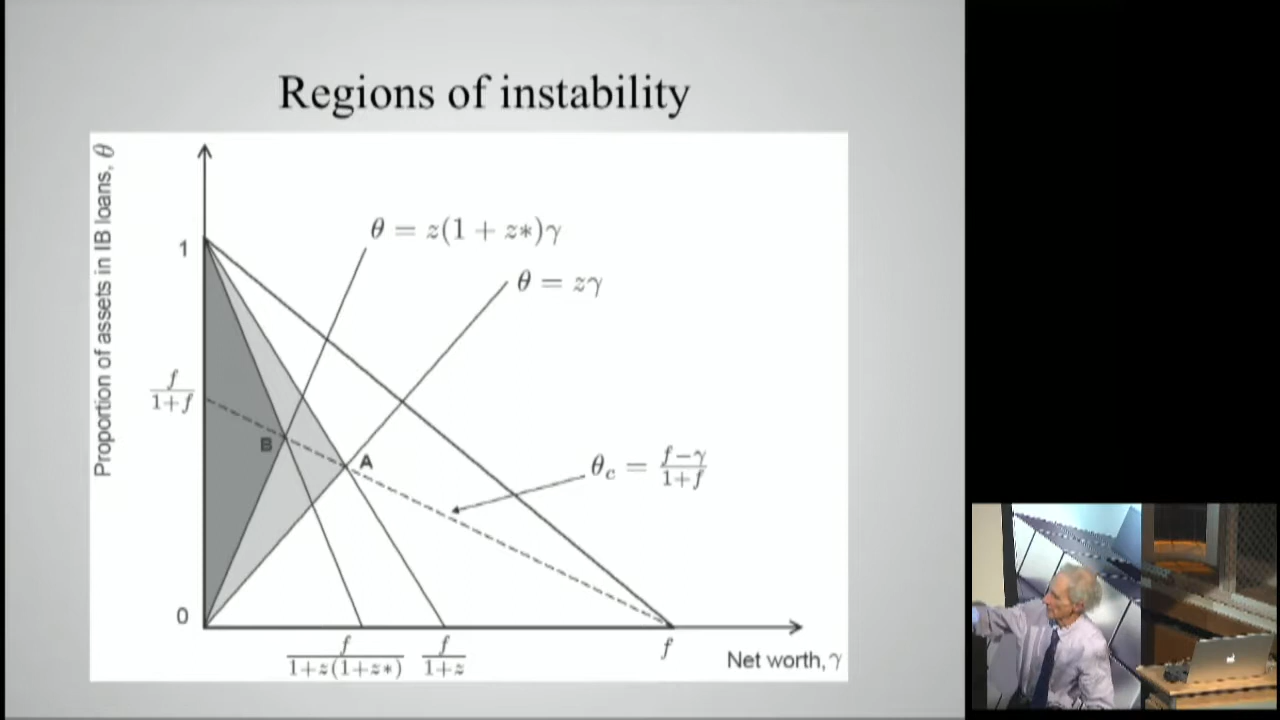 Regions of instability
Proportion of assets in IB loans, θ
θ = z(1 + z*)γ
1
θ = zγ
f/1+f
B
A
θc = f−γ/1+f
0
f/1+z(1+z*)
f/1+z
f
Net worth, γ